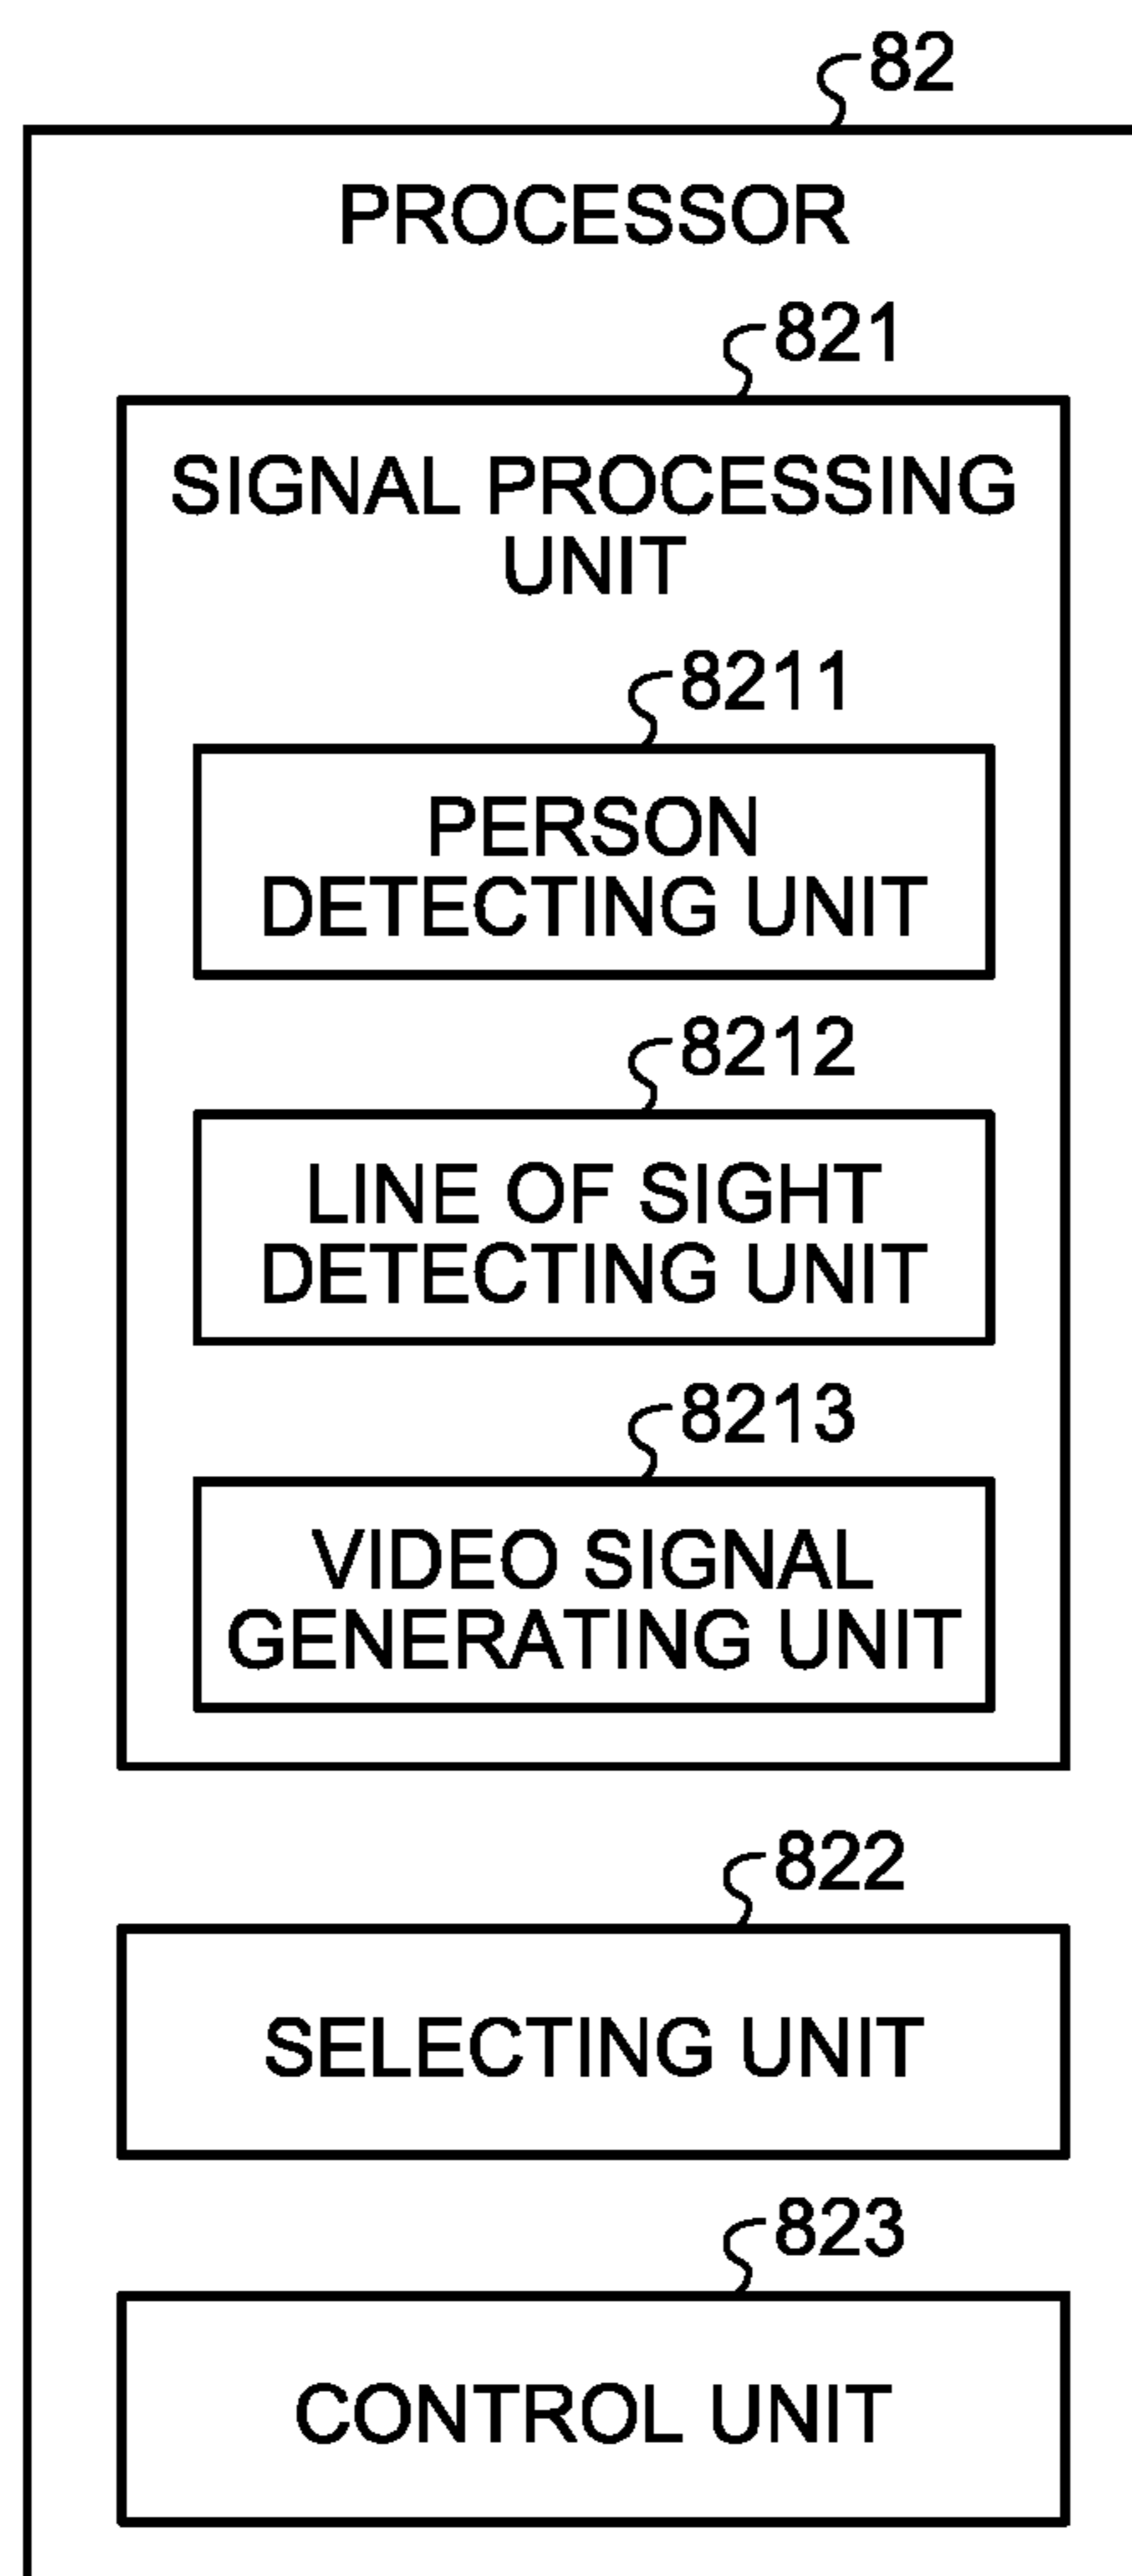 82
PROCESSOR
821
SIGNAL PROCESSING
UNIT
8211
PERSON
DETECTING UNIT
8212
LINE OF SIGHT
DETECTING UNIT
8213
VIDEO SIGNAL
GENERATING UNIT
822
SELECTING UNIT
823
CONTROL UNIT